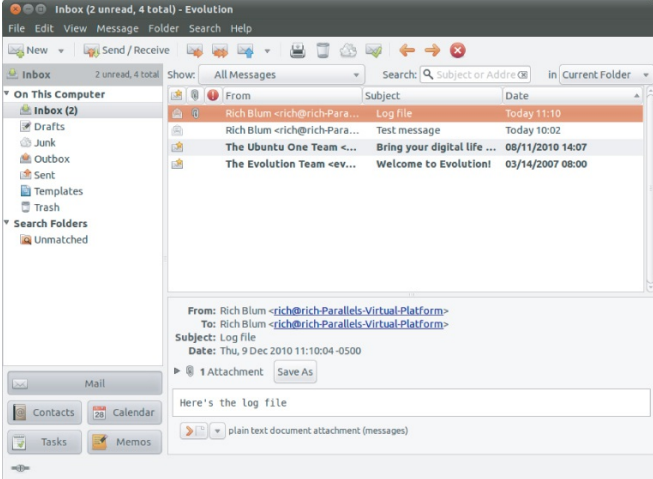 Inbox (2 unread, 4 total) - Evolution
File Edit View Message Folder Search Help
New Send / Receive
Inbox 2 unread, 4 total Show: All Messages Search: Subject or Addre in Current Folder
On This Computer
Inbox (2)
Drafts
Junk
Outbox
Sent
Templates
Trash
Search Folders
Unmatched
From Subject Date
Rich Blum <rich@rich-Para... Log file Today 11:10
Rich Blum <rich@rich-Para... Test message Today 10:02
The Ubuntu One Team <... Bring your digital life ... 08/11/2010 14:07
The Evolution Team <ev... Welcome to Evolution! 03/14/2007 08:00
From: Rich Blum <rich@rich-Parallels-Virtual-Platform>
To: Rich Blum <rich@rich-Parallels-Virtual-Platform>
Subject: Log file
Date: Thu, 9 Dec 2010 11:10:04 -0500
1 Attachment Save As
Here's the log file
plain text document attachment (messages)
Mail
Contacts 28 Calendar
Tasks Memos